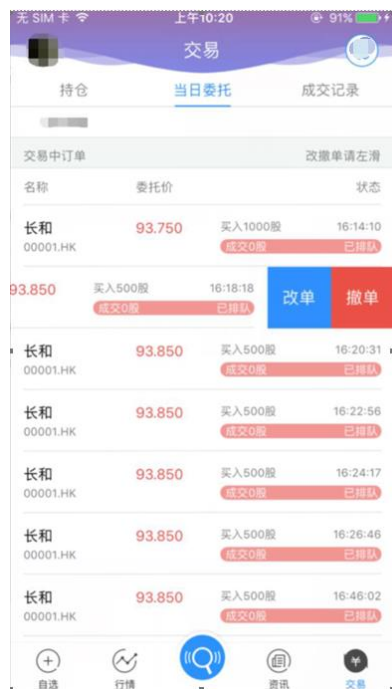 无 SIM 卡 上午10:20 91%
交易
持仓 当日委托 成交记录
交易中订单 改撤单请左滑
名称 委托价 状态
长和 93.750 买入1000股 16:14:10
00001.HK 成交0股 已排队
93.850 买入500股 16:18:18 改单 撤单
成交0股 已排队
长和 93.850 买入500股 16:20:31
00001.HK 成交0股 已排队
长和 93.850 买入500股 16:22:56
00001.HK 成交0股 已排队
长和 93.850 买入500股 16:24:17
00001.HK 成交0股 已排队
长和 93.850 买入500股 16:26:46
00001.HK 成交0股 已排队
长和 93.850 买入500股 16:46:02
00001.HK 成交0股 已排队
自选 行情 资讯 交易